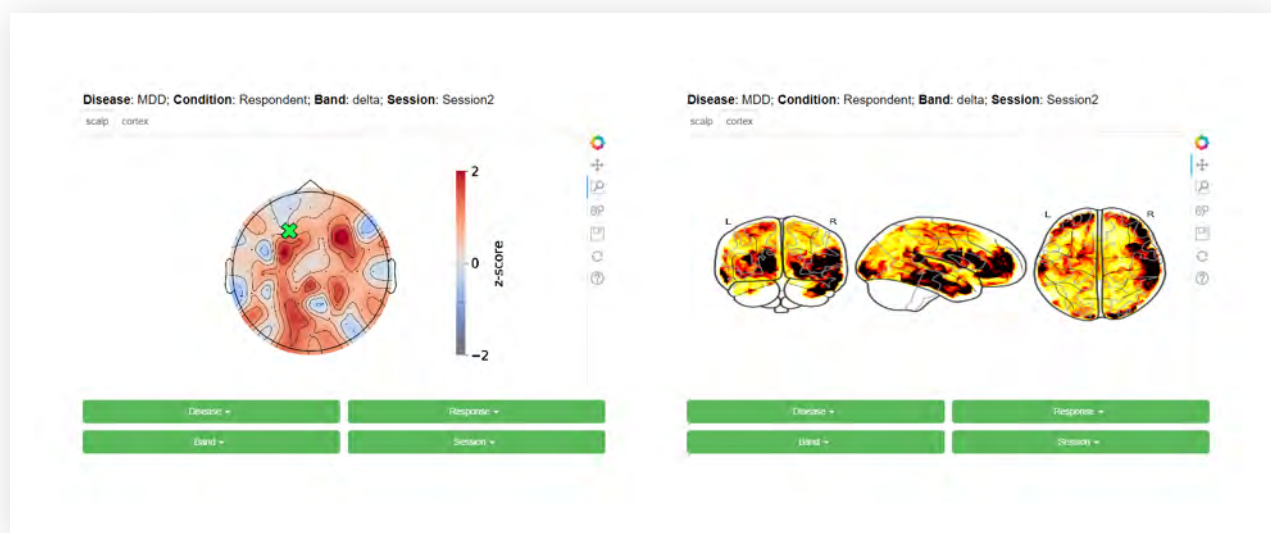 Disease: MDD; Condition: Respondent; Band: delta; Session: Session2
scalp cortex
2
0
−2
z-score
Disease
Response
Band
Session
Disease: MDD; Condition: Respondent; Band: delta; Session: Session2
scalp cortex
L R
L R
Disease
Response
Band
Session